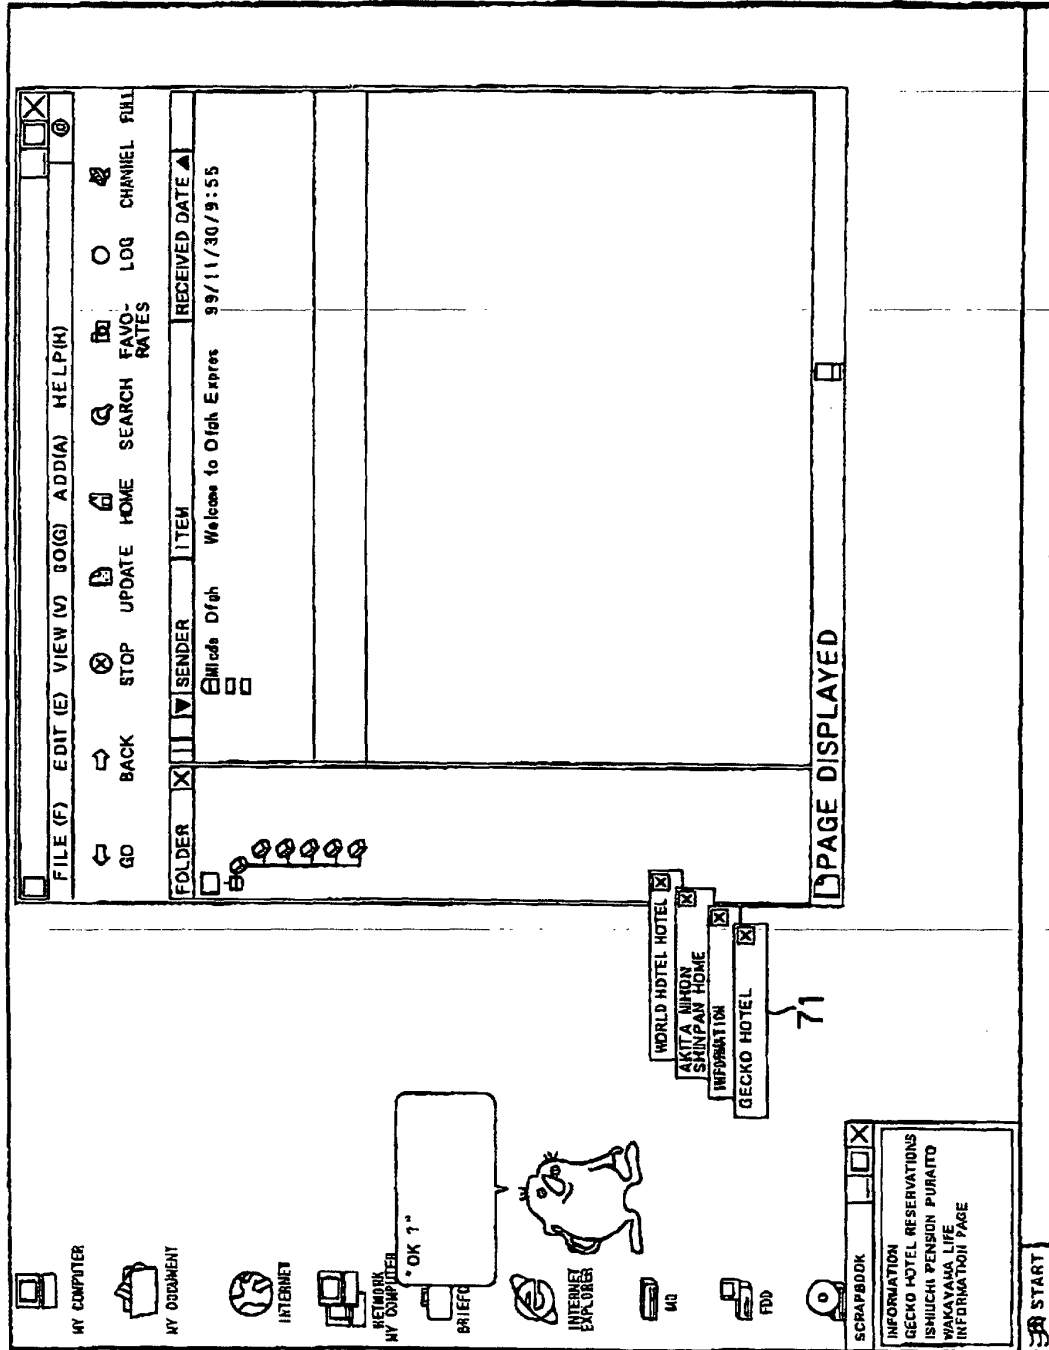 FILE (F) EDIT (E) VIEW (V) GO(G) ADD(A) HELP(H) @
GO BACK STOP UPDATE HOME SEARCH FAVO-
RATES LOG CHANNEL
FOLDER
SENDER ITEM RECEIVED DATE
Dfgh Welcome to Dfgh Expres 99/11/30/9:55
PAGE DISPLAYED
MY COMPUTER
MY DOCUMENT
INTERNET
NETWORK
MY COMPUTER
BRIEFC
INTERNET
EXPLORER
MO
FDD
"OK ?"
WORLD HOTEL HOTEL
AKITA NIHON
SHINPAN HOME
INFORMATION
GECKO HOTEL
71
SCRAPBOOK
INFORMATION
GECKO HOTEL RESERVATIONS
ISHIUCHI PENSION PURAITO
WAKAYAMA LIFE
INFORMATION PAGE
START